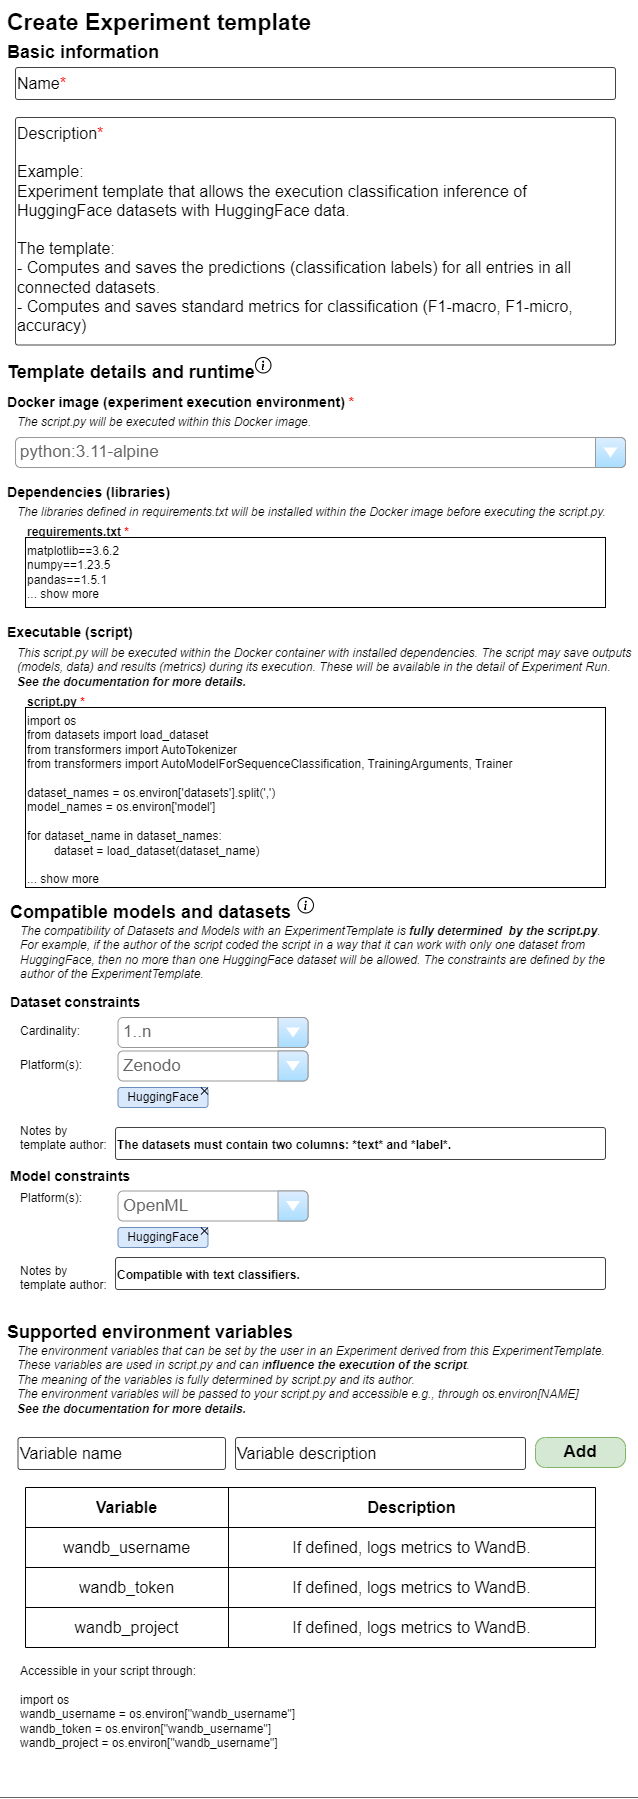 Create Experiment template
Basic information
Name*
Description*
Example:
Experiment template that allows the execution classification inference of
HuggingFace datasets with HuggingFace data.
The template:
- Computes and saves the predictions (classification labels) for all entries in all
connected datasets.
- Computes and saves standard metrics for classification (F1-macro, F1-micro,
accuracy)
Template details and runtime i
Docker image (experiment execution environment) *
The script.py will be executed within this Docker image.
python:3.11-alpine
Dependencies (libraries)
The libraries defined in requirements.txt will be installed within the Docker image before executing the script.py.
requirements.txt *
matplotlib==3.6.2
numpy==1.23.5
pandas==1.5.1
... show more
Executable (script)
This script.py will be executed within the Docker container with installed dependencies. The script may save outputs
(models, data) and results (metrics) during its execution. These will be available in the detail of Experiment Run.
See the documentation for more details.
script.py *
import os
from datasets import load_dataset
from transformers import AutoTokenizer
from transformers import AutoModelForSequenceClassification, TrainingArguments, Trainer
dataset_names = os.environ['datasets'].split(',')
model_names = os.environ['model']
for dataset_name in dataset_names:
dataset = load_dataset(dataset_name)
... show more
Compatible models and datasets i
The compatibility of Datasets and Models with an ExperimentTemplate is fully determined  by the script.py.
For example, if the author of the script coded the script in a way that it can work with only one dataset from
HuggingFace, then no more than one HuggingFace dataset will be allowed. The constraints are defined by the
author of the ExperimentTemplate.
Dataset constraints
Cardinality: 1..n
Platform(s): Zenodo
HuggingFace X
Notes by
template author: The datasets must contain two columns: *text* and *label*.
Model constraints
Platform(s): OpenML
HuggingFace X
Notes by
template author: Compatible with text classifiers.
Supported environment variables
The environment variables that can be set by the user in an Experiment derived from this ExperimentTemplate.
These variables are used in script.py and can influence the execution of the script.
The meaning of the variables is fully determined by script.py and its author.
The environment variables will be passed to your script.py and accessible e.g., through os.environ[NAME]
See the documentation for more details.
Variable name Variable description Add
Variable Description
wandb_username If defined, logs metrics to WandB.
wandb_token If defined, logs metrics to WandB.
wandb_project If defined, logs metrics to WandB.
Accessible in your script through:
import os
wandb_username = os.environ["wandb_username"]
wandb_token = os.environ["wandb_username"]
wandb_project = os.environ["wandb_username"]